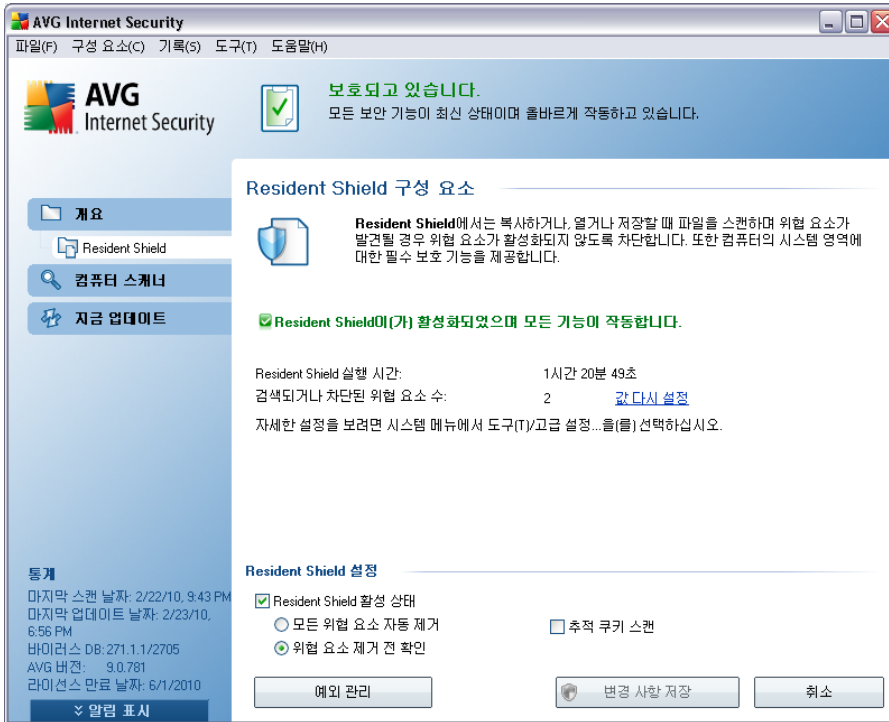 AVG Internet Security
파일(F) 구성 요소(C) 기록(S) 도구(T) 도움말(H)
AVG
Internet Security
보호되고 있습니다.
모든 보안 기능이 최신 상태이며 올바르게 작동하고 있습니다.
개요
Resident Shield
컴퓨터 스캐너
지금 업데이트
Resident Shield 구성 요소
Resident Shield에서는 복사하거나, 열거나 저장할 때 파일을 스캔하며 위협 요소가
발견될 경우 위협 요소가 활성화되지 않도록 차단합니다. 또한 컴퓨터의 시스템 영역에
대한 필수 보호 기능을 제공합니다.
Resident Shield이(가) 활성화되었으며 모든 기능이 작동합니다.
Resident Shield 실행 시간: 1시간 20분 49초
검색되거나 차단된 위협 요소 수: 2 값 다시 설정
자세한 설정을 보려면 시스템 메뉴에서 도구(T)/고급 설정...을(를) 선택하십시오.
Resident Shield 설정
Resident Shield 활성 상태
모든 위협 요소 자동 제거
위협 요소 제거 전 확인
추적 쿠키 스캔
예외 관리
변경 사항 저장
취소
통계
마지막 스캔 날짜: 2/22/10, 9:43 PM
마지막 업데이트 날짜: 2/23/10,
6:56 PM
바이러스 DB: 271.1.1/2705
AVG 버전: 9.0.781
라이선스 만료 날짜: 6/1/2010
알림 표시